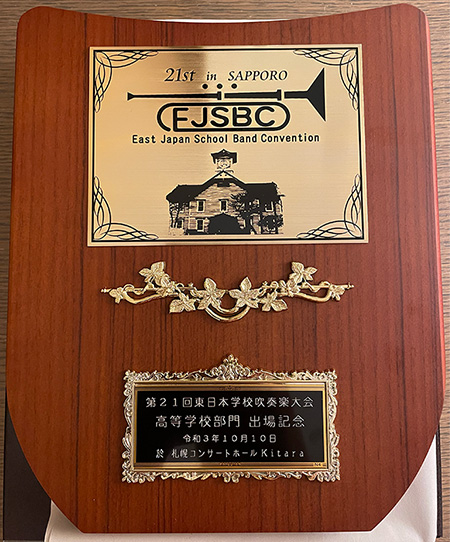 21st in SAPPORO
EJSBC
East Japan School Band Convention
第21回東日本学校吹奏楽大会
高等学校部門 出場記念
令和3年10月10日
於 札幌コンサートホールKitara